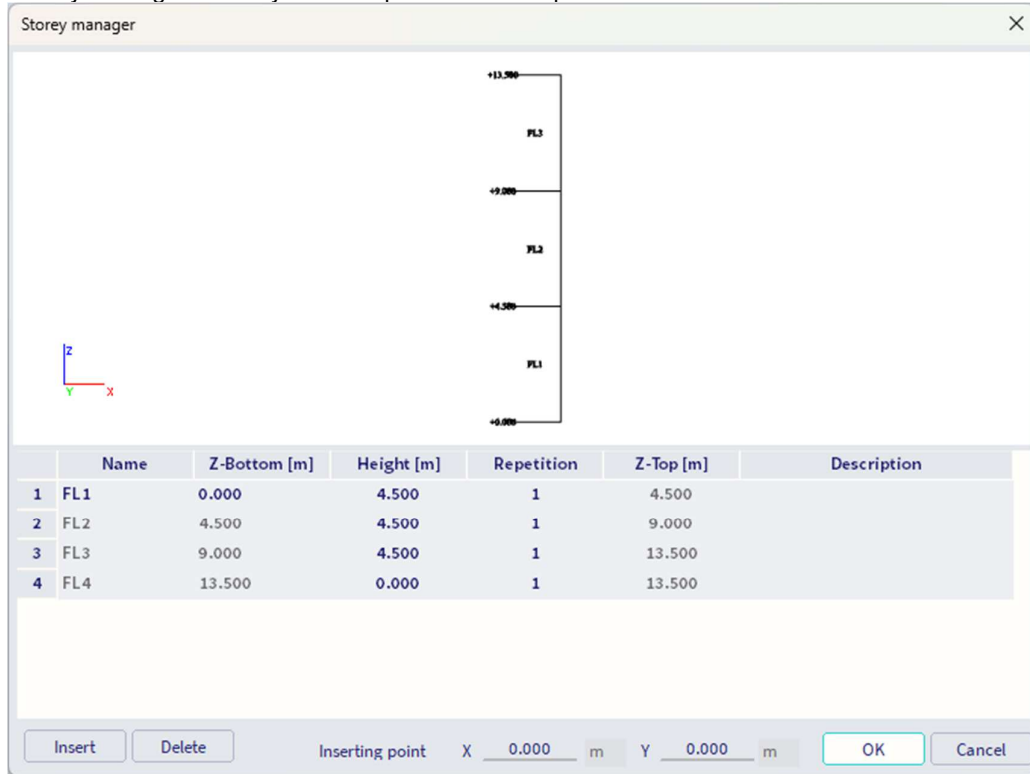 Storey manager
+13.500
FL3
+9.000
FL2
+4.500
FL1
+0.000
Z
Y X
Name Z-Bottom [m] Height [m] Repetition Z-Top [m] Description
1 FL1 0.000 4.500 1 4.500
2 FL2 4.500 4.500 1 9.000
3 FL3 9.000 4.500 1 13.500
4 FL4 13.500 0.000 1 13.500
Insert Delete Inserting point X 0.000 m Y 0.000 m OK Cancel